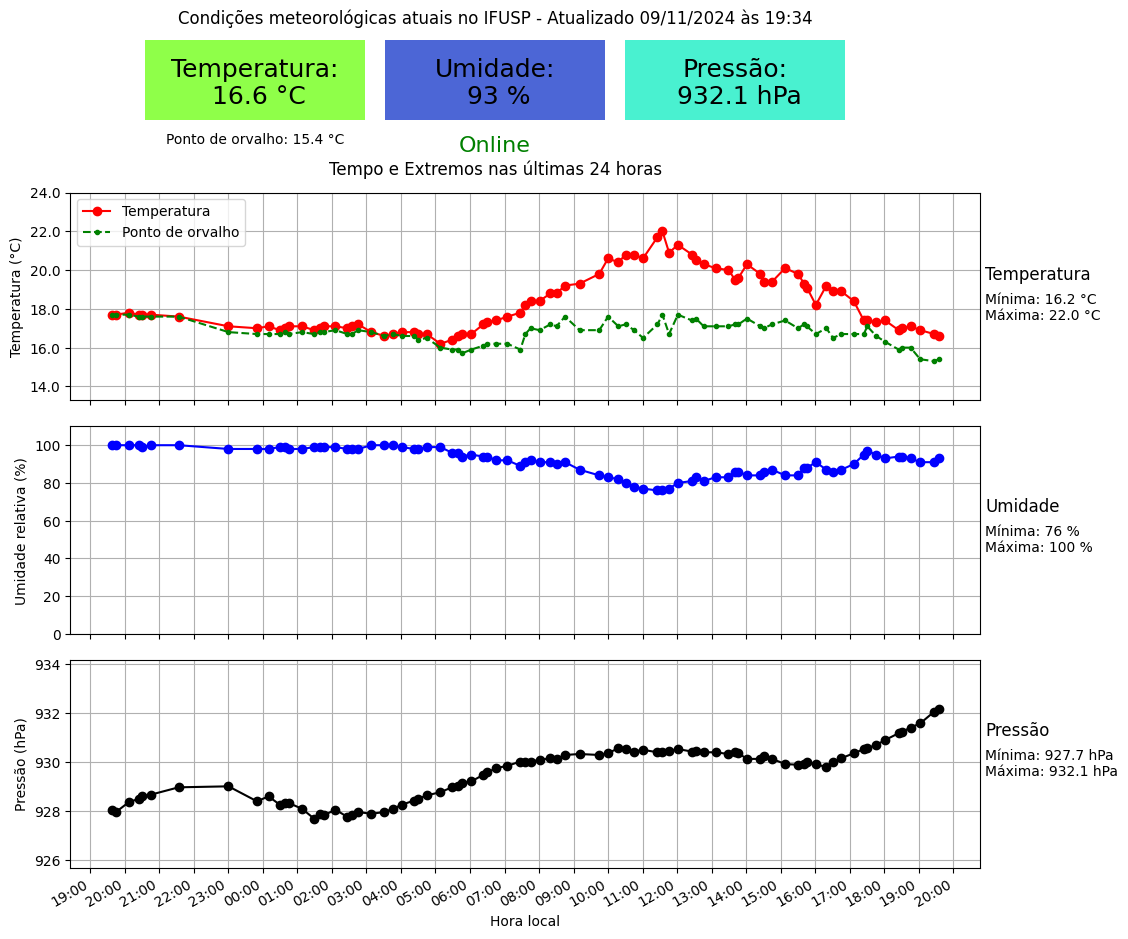 Condições meteorológicas atuais no IFUSP - Atualizado 09/11/2024 às 19:34
Temperatura:
16.6 °C
Umidade:
93 %
Pressão:
932.1 hPa
Ponto de orvalho: 15.4 °C
Online
Tempo e Extremos nas últimas 24 horas
Temperatura (°C)
24.0
22.0
20.0
18.0
16.0
14.0
Temperatura
Ponto de orvalho
Temperatura
Mínima: 16.2 °C
Máxima: 22.0 °C
Umidade relativa (%)
100
80
60
40
20
0
Umidade
Mínima: 76 %
Máxima: 100 %
Pressão (hPa)
934
932
930
928
926
Pressão
Mínima: 927.7 hPa
Máxima: 932.1 hPa
19:00 20:00 21:00 22:00 23:00 00:00 01:00 02:00 03:00 04:00 05:00 06:00 07:00 08:00 09:00 10:00 11:00 12:00 13:00 14:00 15:00 16:00 17:00 18:00 19:00 20:00
Hora local